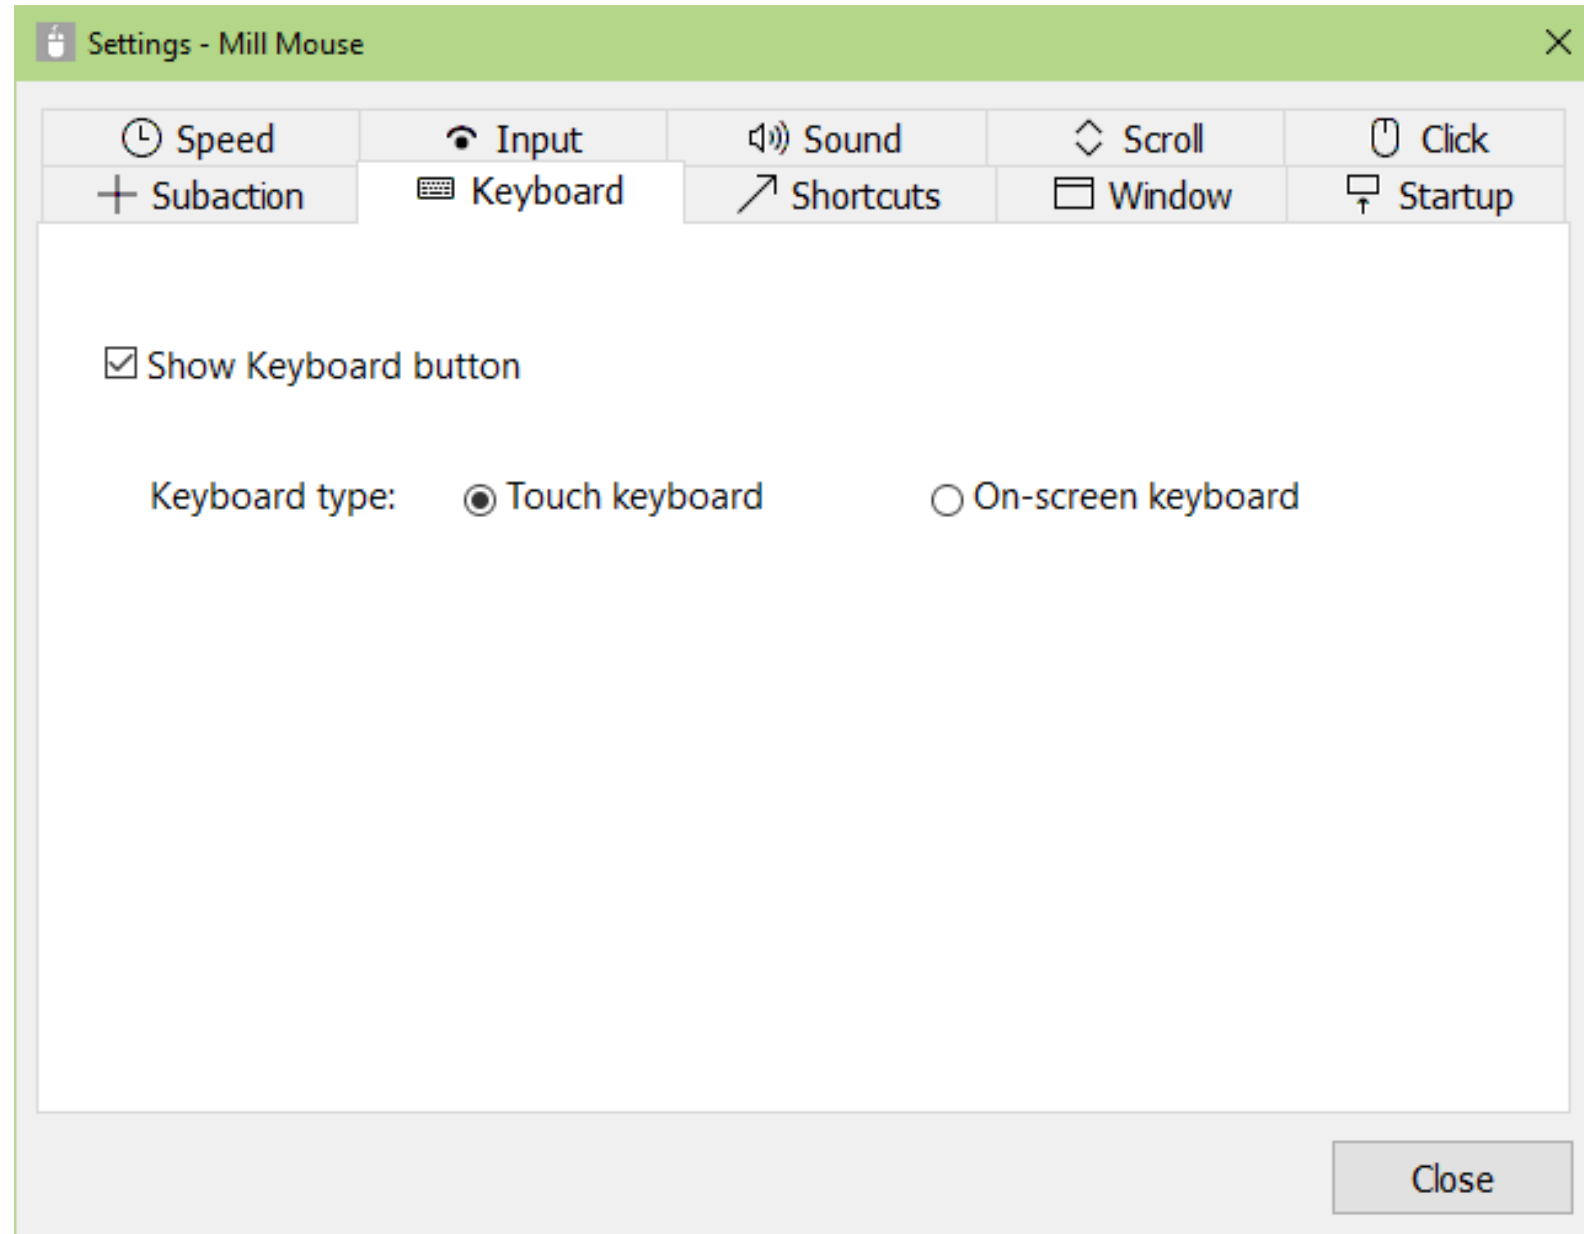 Settings - Mill Mouse
Speed Input Sound Scroll Click
Subaction Keyboard Shortcuts Window Startup
Show Keyboard button
Keyboard type: Touch keyboard On-screen keyboard
Close